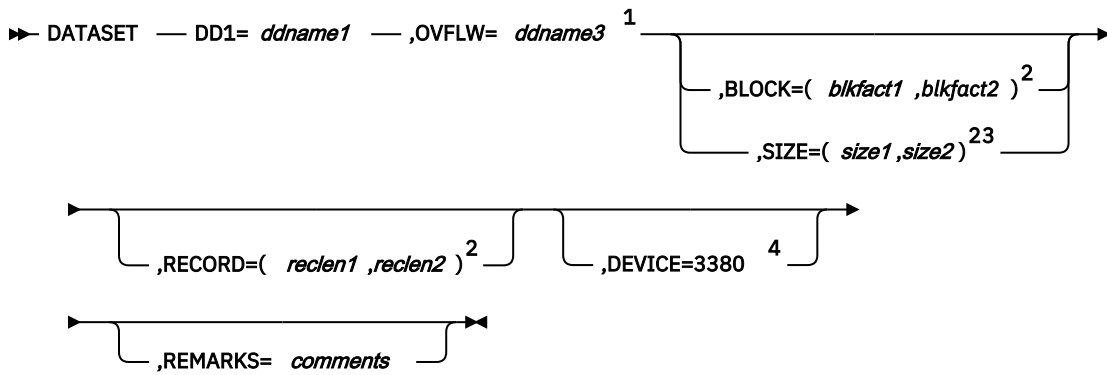 DATASET DD1= ddname1 ,OVFLW= ddname3 1
,BLOCK=( blkfact1 ,blkfact2 ) 2
,SIZE=( size1 ,size2 ) 23
,RECORD=( reclen1 ,reclen2 ) 2 ,DEVICE=3380 4
,REMARKS= comments